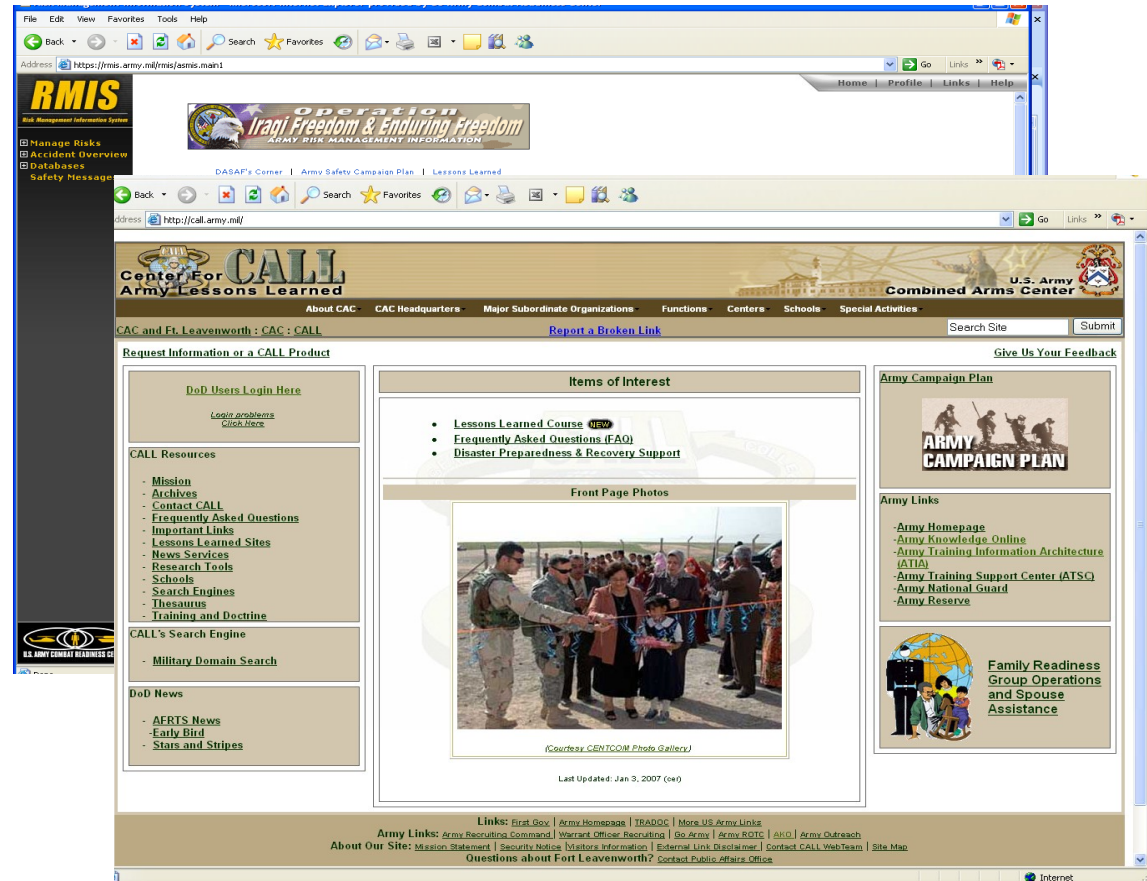 File Edit View Favorites Tools Help
Back Search Favorites
Address https://rmis.army.mil/rmis/asmis.main1 Go Links »
RMIS
Risk Management Information System
Home | Profile | Links | Help
Operation
Iraqi Freedom & Enduring Freedom
ARMY RISK MANAGEMENT INFORMATION
DASAF's Corner | Army Safety Campaign Plan | Lessons Learned
Manage Risks
Accident Overview
Databases
Safety Message
U.S. ARMY COMBAT READINESS CE
Back Search Favorites
ddress http://call.army.mil/ Go Links »
Center For CALL
Army Lessons Learned
U.S. Army
Combined Arms Center
About CAC CAC Headquarters Major Subordinate Organizations Functions Centers Schools Special Activities
CAC and Ft. Leavenworth : CAC : CALL Report a Broken Link Search Site Submit
Request Information or a CALL Product Give Us Your Feedback
DoD Users Login Here
Login problems
Click Here
CALL Resources
- Mission
- Archives
- Contact CALL
- Frequently Asked Questions
- Important Links
- Lessons Learned Sites
- News Services
- Research Tools
- Schools
- Search Engines
- Thesaurus
- Training and Doctrine
CALL's Search Engine
- Military Domain Search
DoD News
- AFRTS News
-Early Bird
- Stars and Stripes
Items of Interest
• Lessons Learned Course NEW
• Frequently Asked Questions (FAQ)
• Disaster Preparedness & Recovery Support
Front Page Photos
(Courtesy CENTCOM Photo Gallery)
Last Updated: Jan 3, 2007 (cer)
Army Campaign Plan
ARMY
CAMPAIGN PLAN
Army Links
-Army Homepage
-Army Knowledge Online
-Army Training Information Architecture
(ATIA)
-Army Training Support Center (ATSC)
-Army National Guard
-Army Reserve
Family Readiness
Group Operations
and Spouse
Assistance
Links: First Gov | Army Homepage | TRADOC | More US Army Links
Army Links: Army Recruiting Command | Warrant Officer Recruiting | Go Army | Army ROTC | AKO | Army Outreach
About Our Site: Mission Statement | Security Notice |Visitors Information | External Link Disclaimer | Contact CALL WebTeam | Site Map
Questions about Fort Leavenworth? Contact Public Affairs Office
Internet